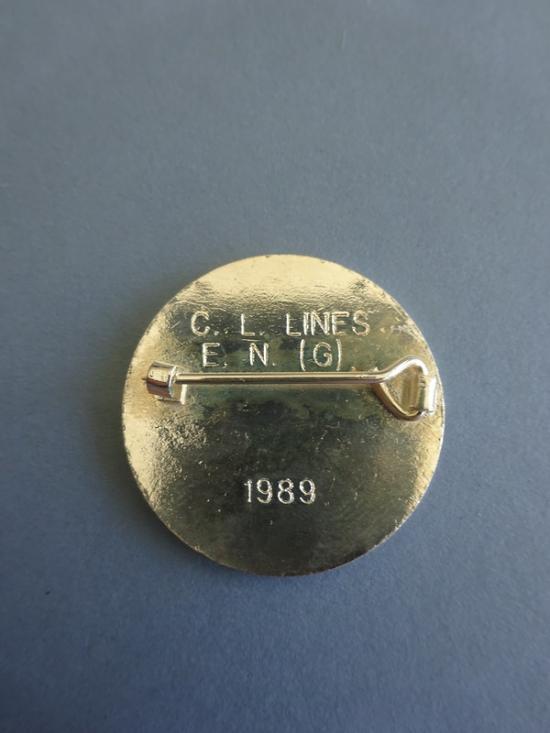 C. L. LINES
E. N. (G)
1989